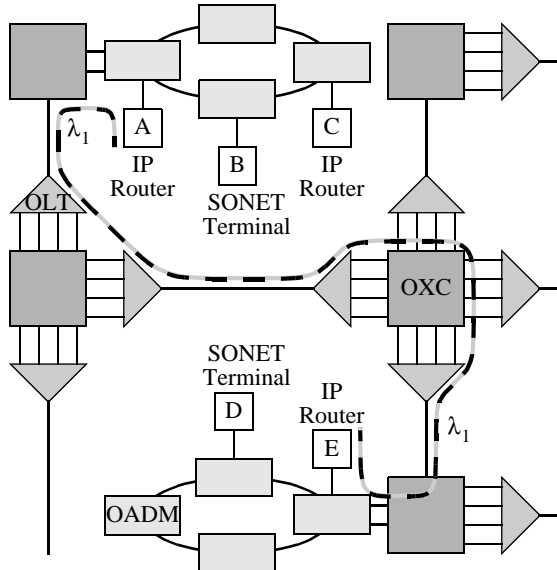 A
C
λ1
IP
Router
B
IP
Router
OLT
SONET
Terminal
OXC
SONET
Terminal
IP
Router
D
λ1
E
OADM